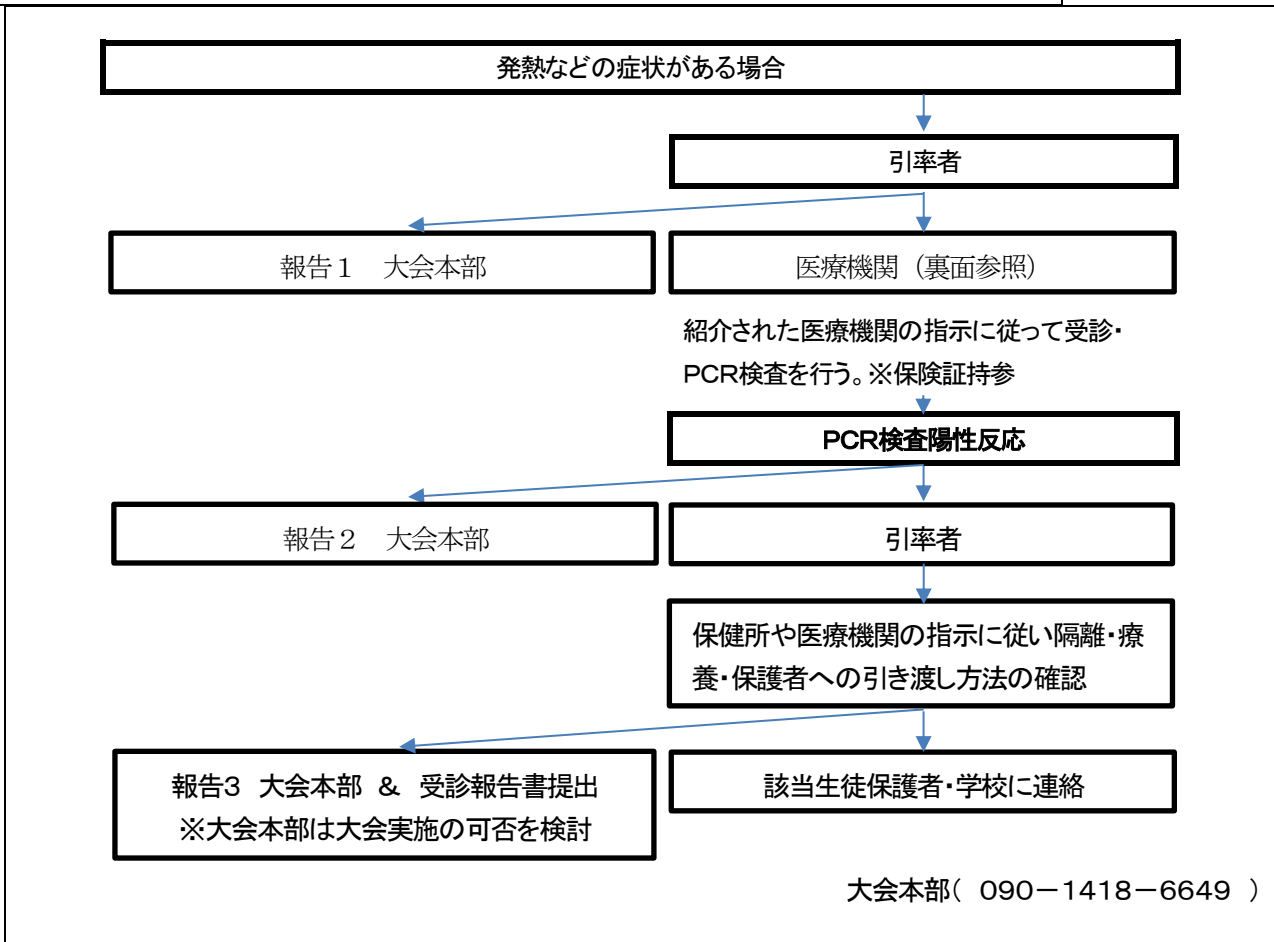 発熱などの症状がある場合
引率者
報告１　大会本部
医療機関（裏面参照）
紹介された医療機関の指示に従って受診・
ＰＣＲ検査を行う。※保険証持参
ＰＣＲ検査陽性反応
報告２　大会本部
引率者
保健所や医療機関の指示に従い隔離・療
養・保護者への引き渡し方法の確認
報告３　大会本部　＆　受診報告書提出
※大会本部は大会実施の可否を検討
該当生徒保護者・学校に連絡
大会本部（　０９０－１４１８－６６４９　）